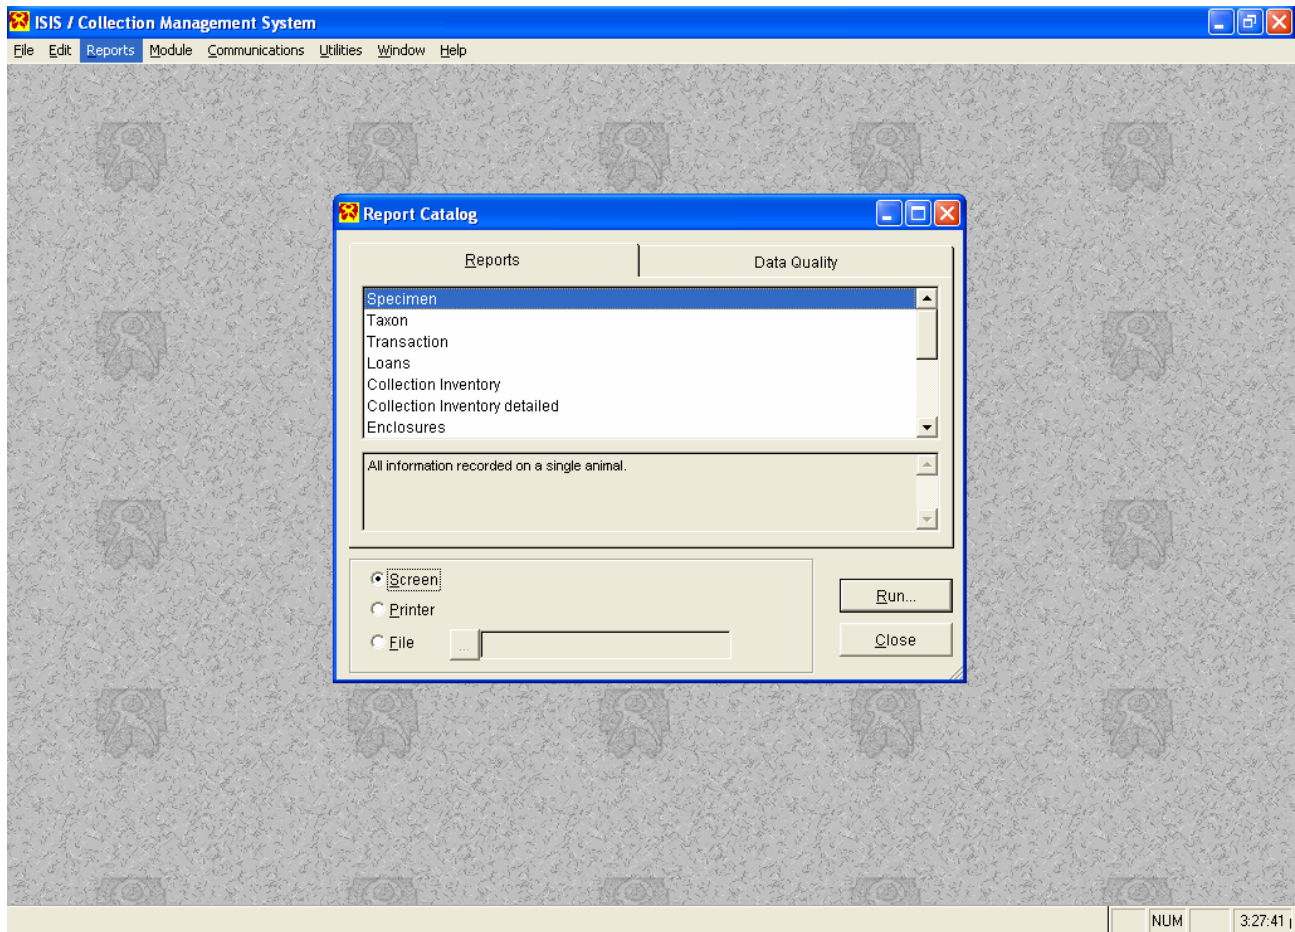 ISIS / Collection Management System
File Edit Reports Module Communications Utilities Window Help
Report Catalog
Reports Data Quality
Specimen
Taxon
Transaction
Loans
Collection Inventory
Collection Inventory detailed
Enclosures
All information recorded on a single animal.
Screen
Printer
File ...
Run...
Close
NUM 3:27:41